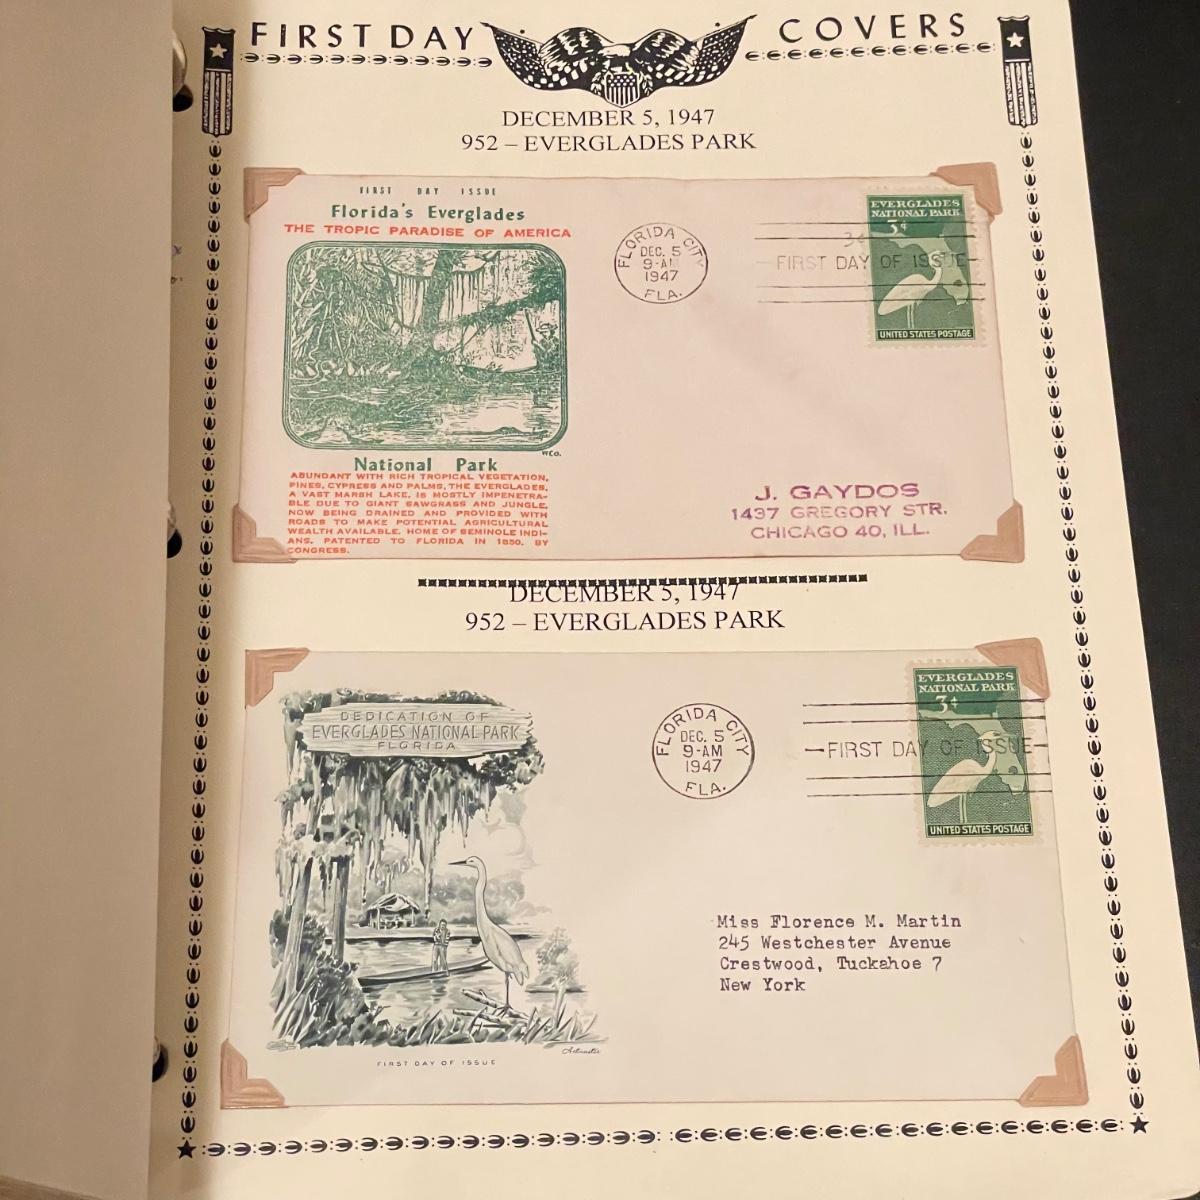 FIRST DAY COVERS
DECEMBER 5, 1947
952 – EVERGLADES PARK
FIRST DAY ISSUE
Florida's Everglades
THE TROPIC PARADISE OF AMERICA
WCO.
National Park
ABUNDANT WITH RICH TROPICAL VEGETATION,
PINES, CYPRESS AND PALMS, THE EVERGLADES,
A VAST MARSH LAKE, IS MOSTLY IMPENETRA-
BLE DUE TO GIANT SAWGRASS AND JUNGLE,
NOW BEING DRAINED AND PROVIDED WITH
ROADS TO MAKE POTENTIAL AGRICULTURAL
WEALTH AVAILABLE. HOME OF SEMINOLE INDI-
ANS. PATENTED TO FLORIDA IN 1850, BY
CONGRESS.
FLORIDA CITY
DEC. 5
9-AM
1947
FLA.
FIRST DAY OF ISSUE
EVERGLADES
NATIONAL PARK
3¢
UNITED STATES POSTAGE
J. GAYDOS
1437 GREGORY STR.
CHICAGO 40, ILL.
DECEMBER 5, 1947
952 – EVERGLADES PARK
DEDICATION OF
EVERGLADES NATIONAL PARK
FLORIDA
Artmaster
FIRST DAY OF ISSUE
FLORIDA CITY
DEC. 5
9-AM
1947
FLA.
FIRST DAY OF ISSUE
EVERGLADES
NATIONAL PARK
3¢
UNITED STATES POSTAGE
Miss Florence M. Martin
245 Westchester Avenue
Crestwood, Tuckahoe 7
New York